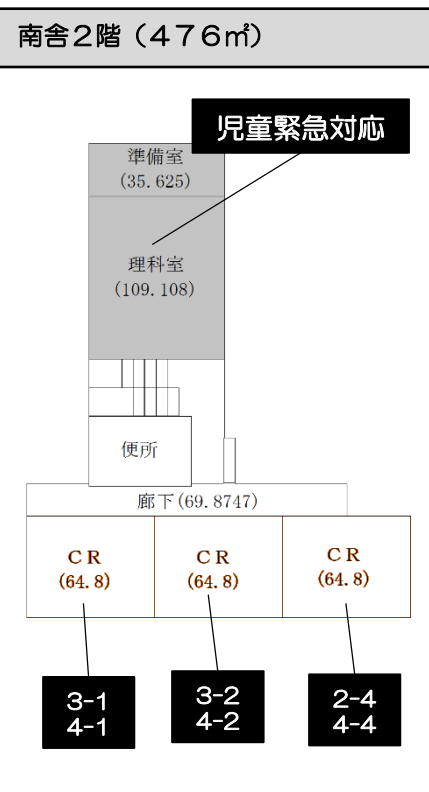 南舎2階(476㎡)
児童緊急対応
準備室
(35.625)
理科室
(109.108)
便所
廊下(69.8747)
CR
(64.8)
CR
(64.8)
CR
(64.8)
3-1
4-1
3-2
4-2
2-4
4-4